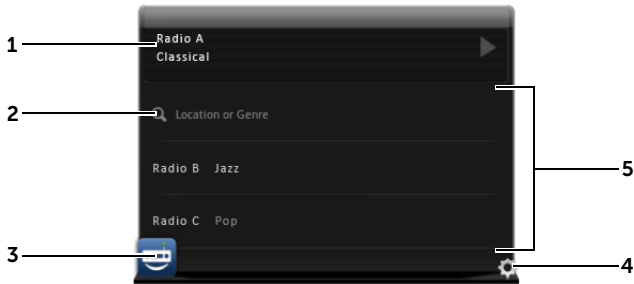 1
Radio A
Classical
2
Location or Genre
Radio B Jazz
5
Radio C Pop
3
4